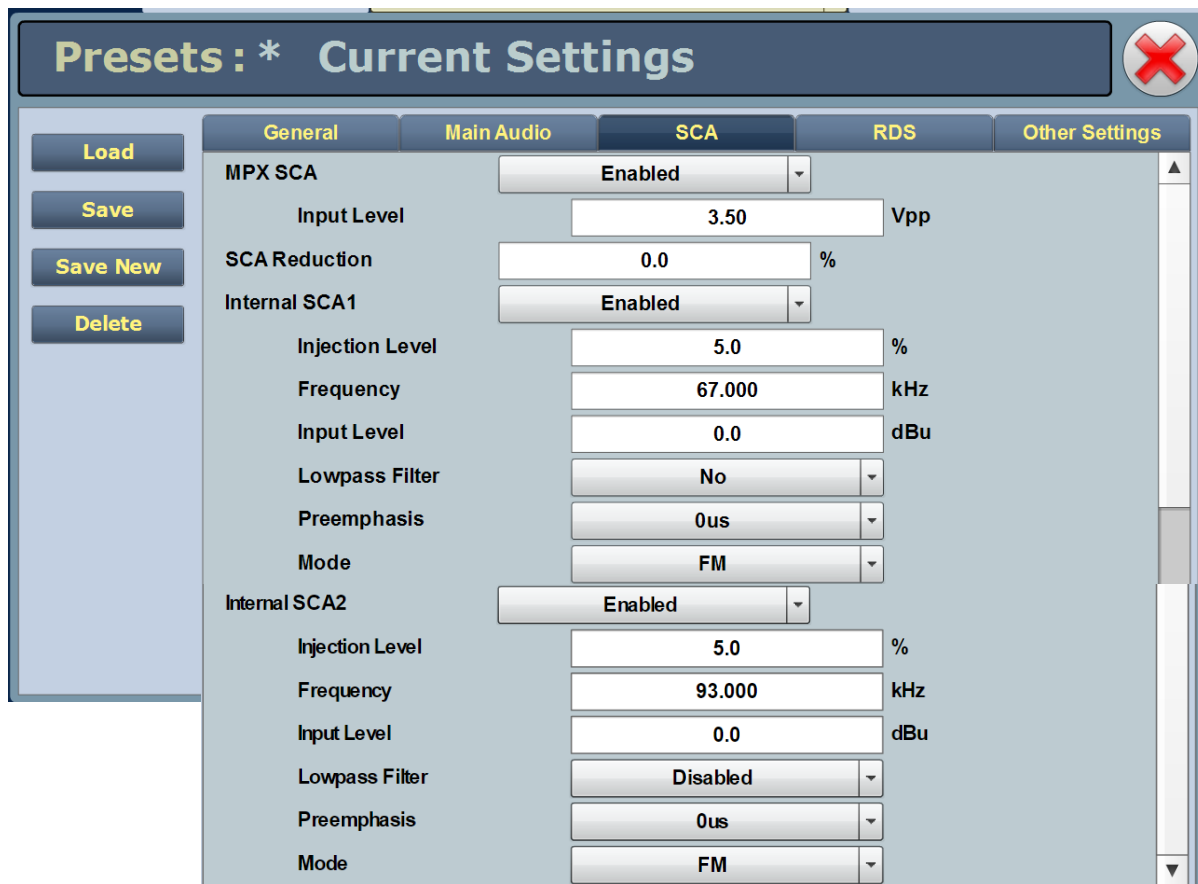 Presets: * Current Settings
Load
Save
Save New
Delete
General Main Audio SCA RDS Other Settings
MPX SCA Enabled
Input Level 3.50 Vpp
SCA Reduction 0.0 %
Internal SCA1 Enabled
Injection Level 5.0 %
Frequency 67.000 kHz
Input Level 0.0 dBu
Lowpass Filter No
Preemphasis 0us
Mode FM
Internal SCA2 Enabled
Injection Level 5.0 %
Frequency 93.000 kHz
Input Level 0.0 dBu
Lowpass Filter Disabled
Preemphasis 0us
Mode FM